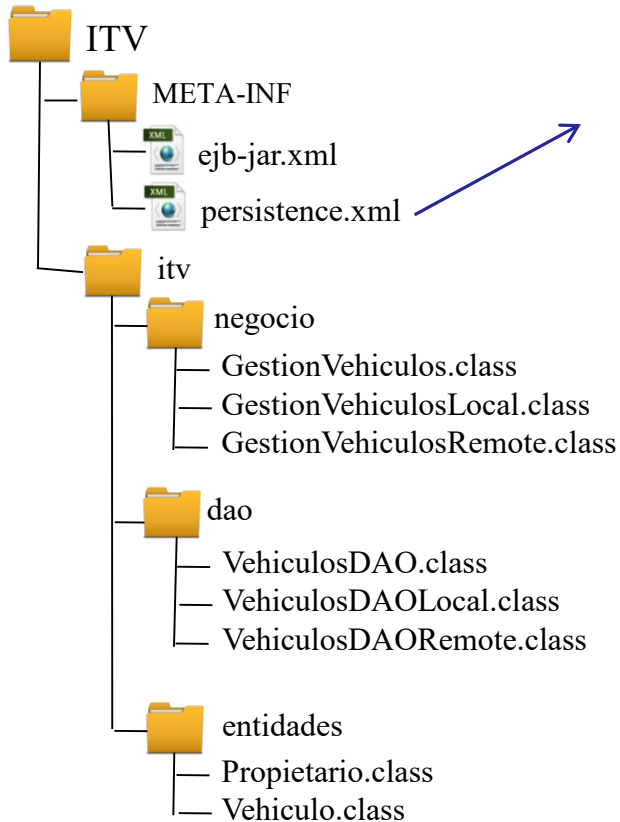 ITV
META-INF
XML
ejb-jar.xml
XML
persistence.xml
itv
negocio
GestionVehiculos.class
GestionVehiculosLocal.class
GestionVehiculosRemote.class
dao
VehiculosDAO.class
VehiculosDAOLocal.class
VehiculosDAORemote.class
entidades
Propietario.class
Vehiculo.class